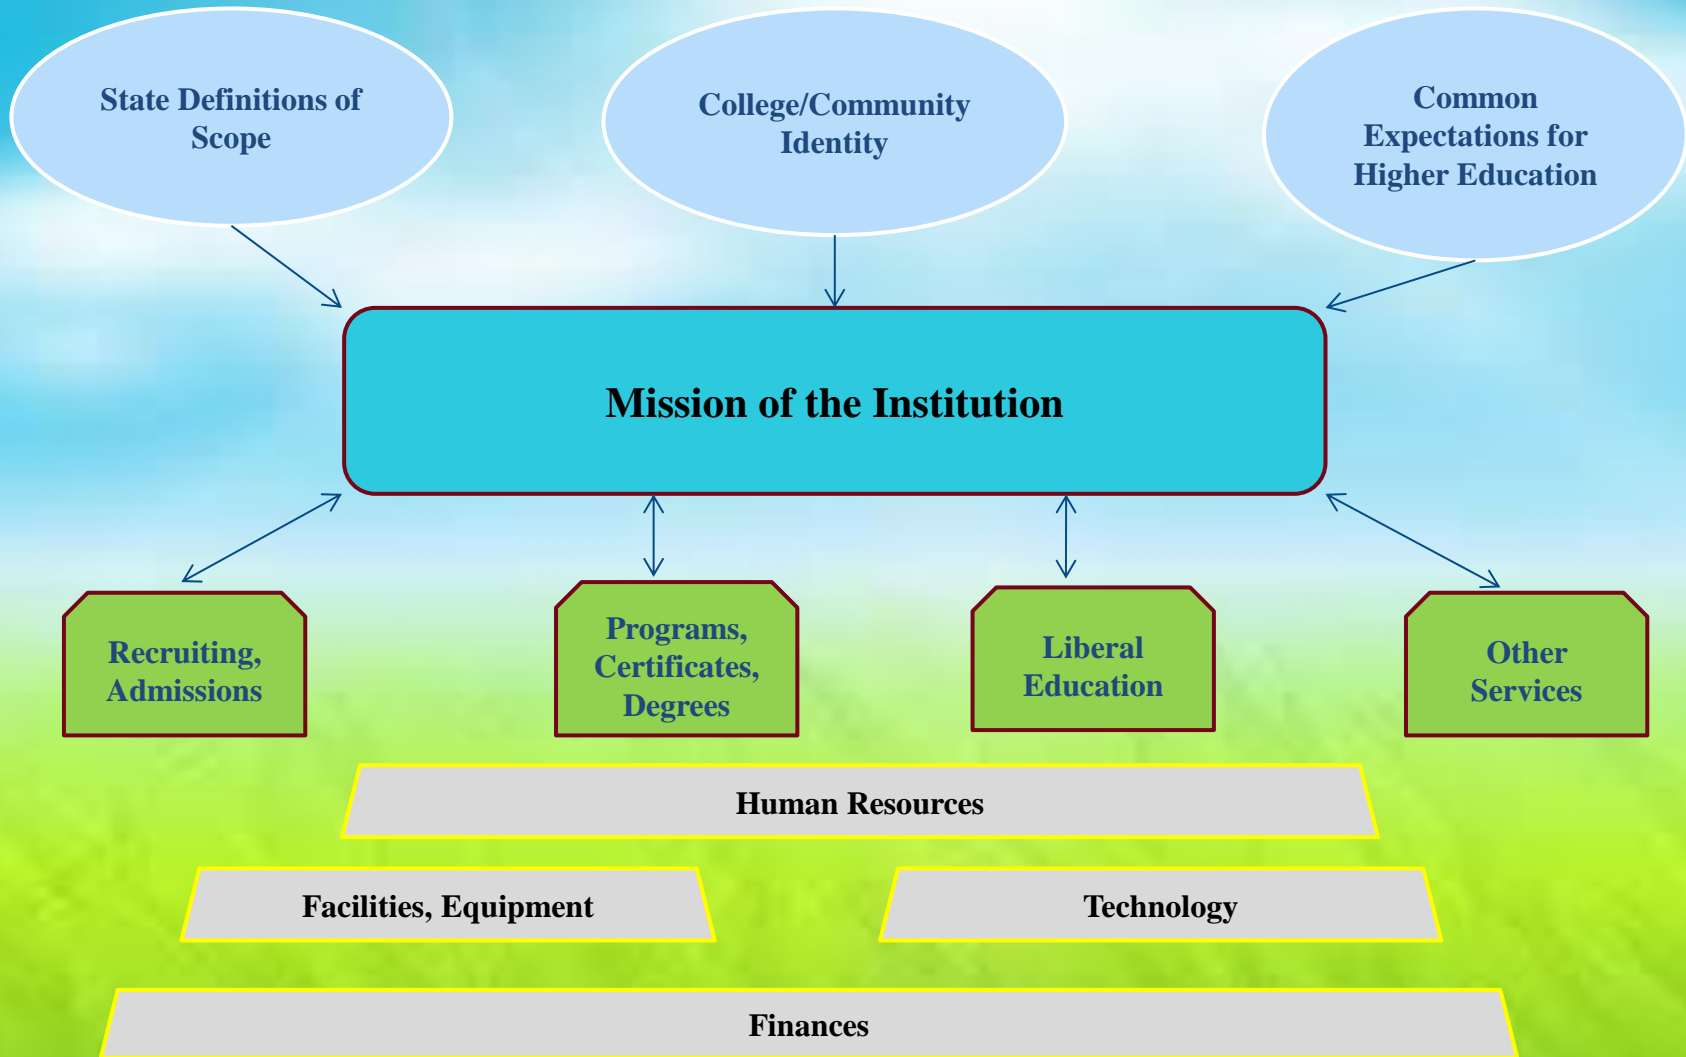 State Definitions of
Scope
College/Community
Identity
Common
Expectations for
Higher Education
Mission of the Institution
Recruiting,
Admissions
Programs,
Certificates,
Degrees
Liberal
Education
Other
Services
Human Resources
Facilities, Equipment
Technology
Finances